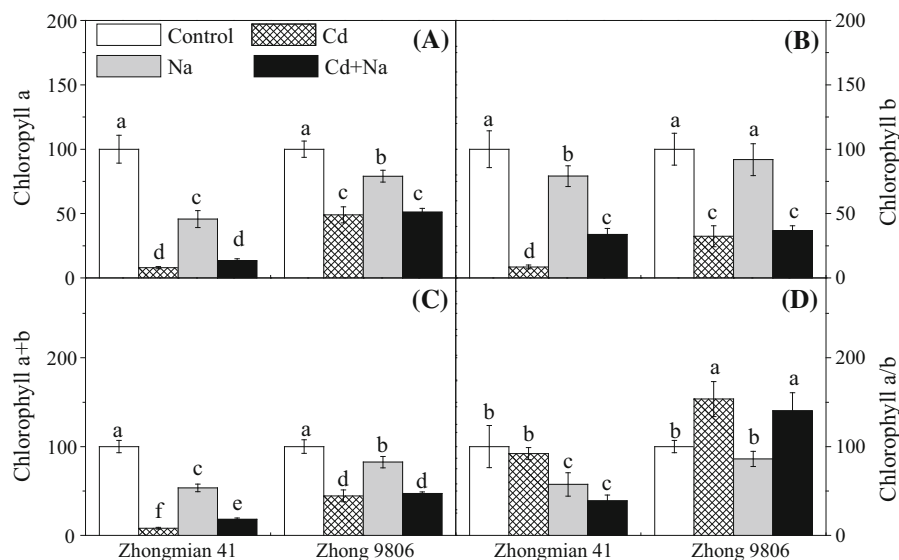 200 (A) (B) 200
Control Cd
Na Cd+Na
150 150
Chloropyll a
Chlorophyll b
a a a a
100 100
b b a
c c c
50 50
d d c d c c
0 0
(C) (D)
Chlorophyll a+b
Chlorophyll a/b
200 200
a a
a a b b b b
100 100
c b c c
f e d d
0 0
Zhongmian 41 Zhong 9806 Zhongmian 41 Zhong 9806